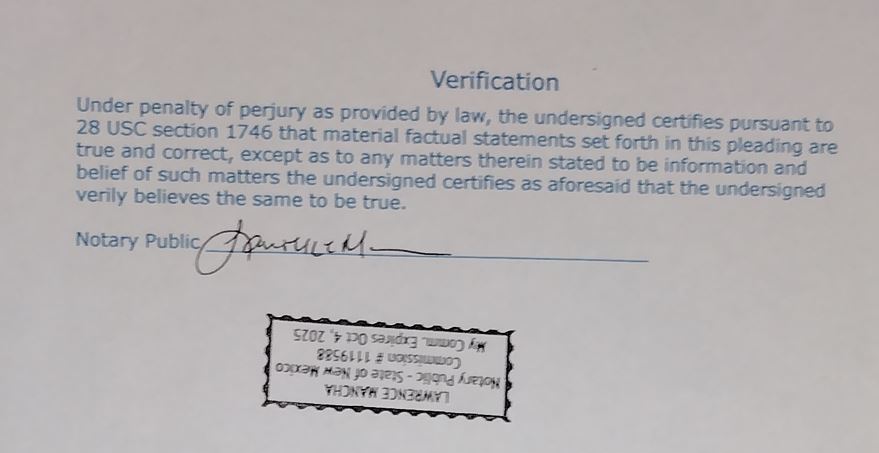 Verification
Under penalty of perjury as provided by law, the undersigned certifies pursuant to
28 USC section 1746 that material factual statements set forth in this pleading are
true and correct, except as to any matters therein stated to be information and
belief of such matters the undersigned certifies as aforesaid that the undersigned
verily believes the same to be true.
Notary Public
LAWRENCE MANCHA
Notary Public - State of New Mexico
Commission # 1119588
My Comm. Expires Oct 4, 2025